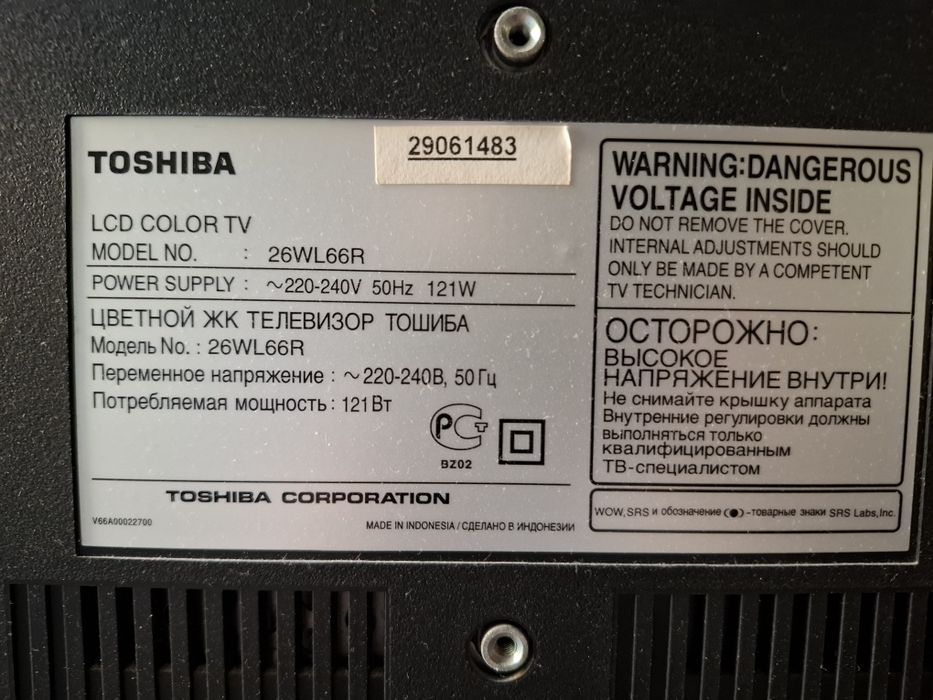 29061483
TOSHIBA
LCD COLOR TV
MODEL NO. : 26WL66R
POWER SUPPLY : ~220-240V 50Hz 121W
ЦВЕТНОЙ ЖК ТЕЛЕВИЗОР ТОШИБА
Модель No. : 26WL66R
Переменное напряжение : ~220-240В, 50Гц
Потребляемая мощность : 121Вт
РСТ
BZ02
TOSHIBA CORPORATION
V66A00022700
MADE IN INDONESIA / СДЕЛАНО В ИНДОНЕЗИИ
WARNING:DANGEROUS
VOLTAGE INSIDE
DO NOT REMOVE THE COVER.
INTERNAL ADJUSTMENTS SHOULD
ONLY BE MADE BY A COMPETENT
TV TECHNICIAN.
ОСТОРОЖНО:
ВЫСОКОЕ
НАПРЯЖЕНИЕ ВНУТРИ!
Не снимайте крышку аппарата
Внутренние регулировки должны
выполняться только
квалифицированным
ТВ-специалистом
WOW, SRS и обозначение (●) -товарные знаки SRS Labs, Inc.